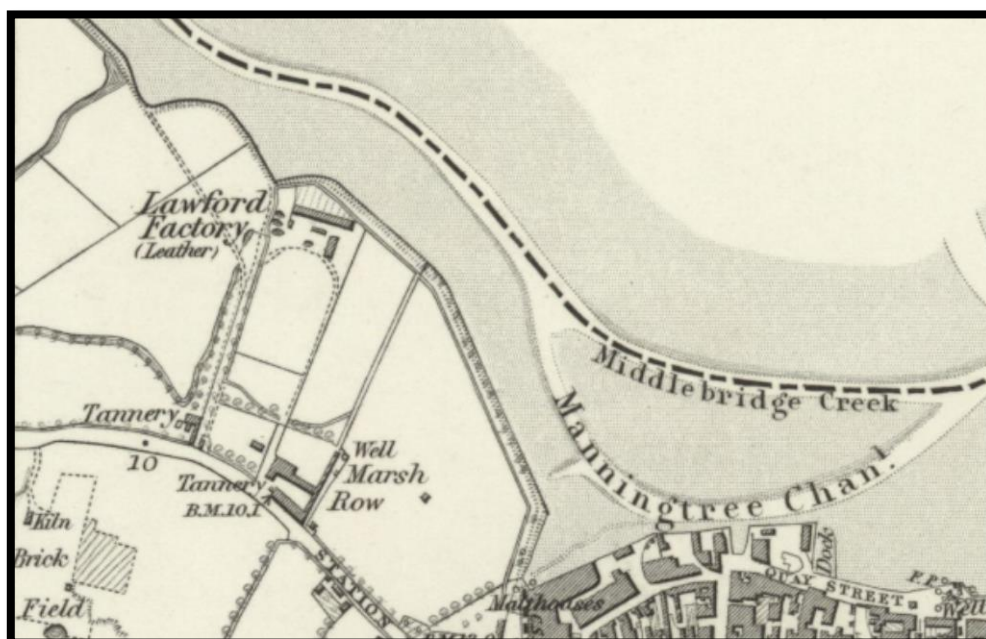 Lawford
Factory
(Leather)
Middlebridge Creek
Manningtree Chanl.
Tannery
10
Well
Marsh
Row
Tannery
B.M.10.1
Kiln
Brick
Field
STATION
Malthouses
Dock
QUAY STREET
F.P.
Well